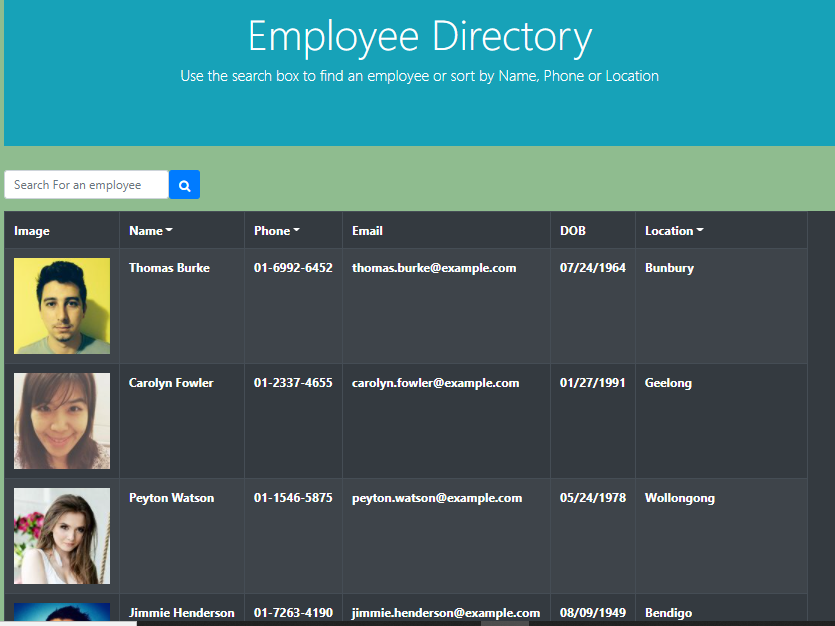 Employee Directory
Use the search box to find an employee or sort by Name, Phone or Location
Search For an employee
Image Name Phone Email DOB Location
Thomas Burke 01-6992-6452 thomas.burke@example.com 07/24/1964 Bunbury
Carolyn Fowler 01-2337-4655 carolyn.fowler@example.com 01/27/1991 Geelong
Peyton Watson 01-1546-5875 peyton.watson@example.com 05/24/1978 Wollongong
Jimmie Henderson 01-7263-4190 jimmie.henderson@example.com 08/09/1949 Bendigo